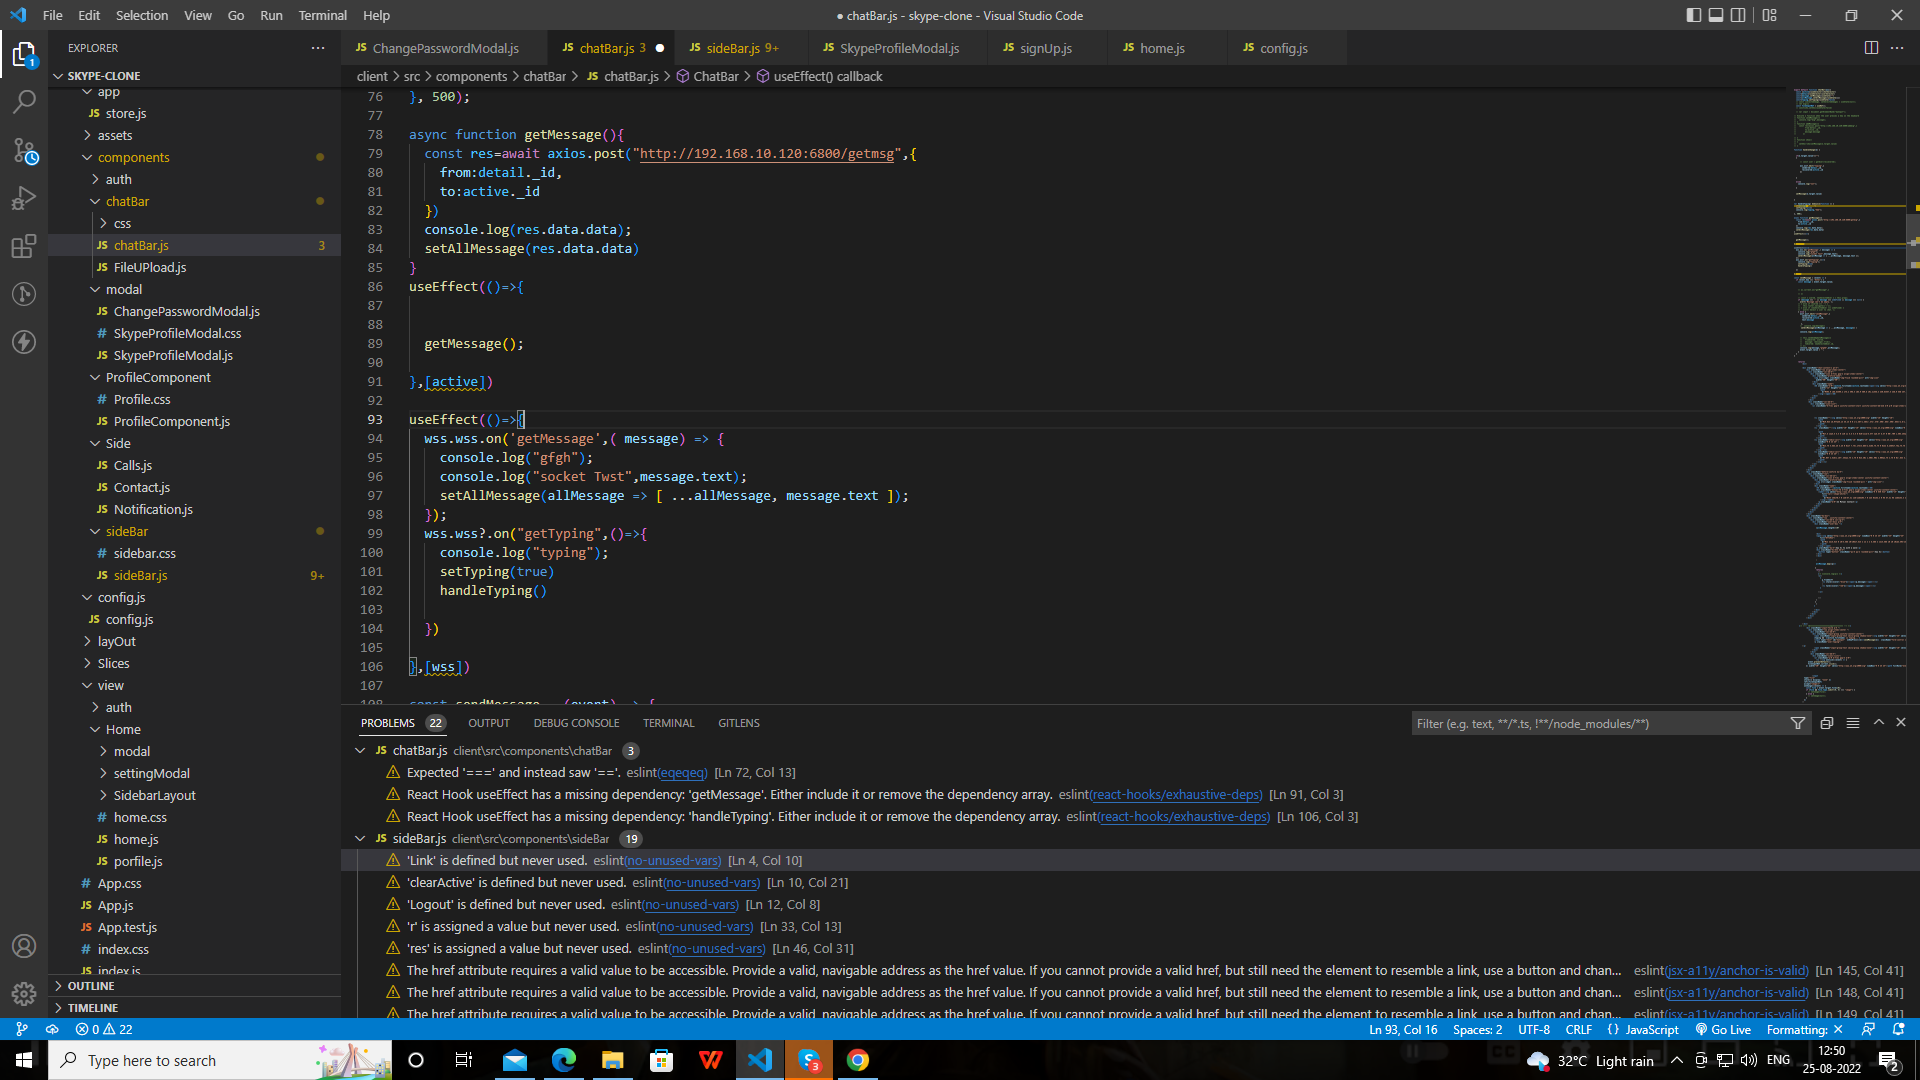 File Edit Selection View Go Run Terminal Help
● chatBar.js - skype-clone - Visual Studio Code
EXPLORER
SKYPE-CLONE
app
JS store.js
assets
components
auth
chatBar
css
JS chatBar.js 3
JS FileUPload.js
modal
JS ChangePasswordModal.js
# SkypeProfileModal.css
JS SkypeProfileModal.js
ProfileComponent
# Profile.css
JS ProfileComponent.js
Side
JS Calls.js
JS Contact.js
JS Notification.js
sideBar
# sidebar.css
JS sideBar.js 9+
config.js
JS config.js
layOut
Slices
view
auth
Home
modal
settingModal
SidebarLayout
# home.css
JS home.js
JS porfile.js
# App.css
JS App.js
JS App.test.js
# index.css
JS index.js
OUTLINE
TIMELINE
JS ChangePasswordModal.js JS chatBar.js 3 ● JS sideBar.js 9+ JS SkypeProfileModal.js JS signUp.js JS home.js JS config.js
client > src > components > chatBar > JS chatBar.js > ChatBar > useEffect() callback
76 }, 500);
77
78 async function getMessage(){
79 const res=await axios.post("http://192.168.10.120:6800/getmsg",{
80 from:detail._id,
81 to:active._id
82 })
83 console.log(res.data.data);
84 setAllMessage(res.data.data)
85 }
86 useEffect(()=>{
87
88
89 getMessage();
90
91 },[active])
92
93 useEffect(()=>{
94 wss.wss.on('getMessage',( message) => {
95 console.log("gfgh");
96 console.log("socket Twst",message.text);
97 setAllMessage(allMessage => [ ...allMessage, message.text ]);
98 });
99 wss.wss?.on("getTyping",()=>{
100 console.log("typing");
101 setTyping(true)
102 handleTyping()
103
104 })
105
106 },[wss])
107
108 const sendMessage = (event) => {
PROBLEMS 22 OUTPUT DEBUG CONSOLE TERMINAL GITLENS
Filter (e.g. text, **/*.ts, !**/node_modules/**)
JS chatBar.js client\src\components\chatBar 3
Expected '===' and instead saw '=='. eslint(eqeqeq) [Ln 72, Col 13]
React Hook useEffect has a missing dependency: 'getMessage'. Either include it or remove the dependency array. eslint(react-hooks/exhaustive-deps) [Ln 91, Col 3]
React Hook useEffect has a missing dependency: 'handleTyping'. Either include it or remove the dependency array. eslint(react-hooks/exhaustive-deps) [Ln 106, Col 3]
JS sideBar.js client\src\components\sideBar 19
'Link' is defined but never used. eslint(no-unused-vars) [Ln 4, Col 10]
'clearActive' is defined but never used. eslint(no-unused-vars) [Ln 10, Col 21]
'Logout' is defined but never used. eslint(no-unused-vars) [Ln 12, Col 8]
'r' is assigned a value but never used. eslint(no-unused-vars) [Ln 33, Col 13]
'res' is assigned a value but never used. eslint(no-unused-vars) [Ln 46, Col 31]
The href attribute requires a valid value to be accessible. Provide a valid, navigable address as the href value. If you cannot provide a valid href, but still need the element to resemble a link, use a button and chan... eslint(jsx-a11y/anchor-is-valid) [Ln 145, Col 41]
The href attribute requires a valid value to be accessible. Provide a valid, navigable address as the href value. If you cannot provide a valid href, but still need the element to resemble a link, use a button and chan... eslint(jsx-a11y/anchor-is-valid) [Ln 148, Col 41]
The href attribute requires a valid value to be accessible. Provide a valid, navigable address as the href value. If you cannot provide a valid href, but still need the element to resemble a link, use a button and chan... eslint(jsx-a11y/anchor-is-valid) [Ln 149, Col 41]
0 22
Ln 93, Col 16 Spaces: 2 UTF-8 CRLF {} JavaScript Go Live Formatting: ✕
Type here to search
3
32°C Light rain
ENG
12:50
25-08-2022
2
1